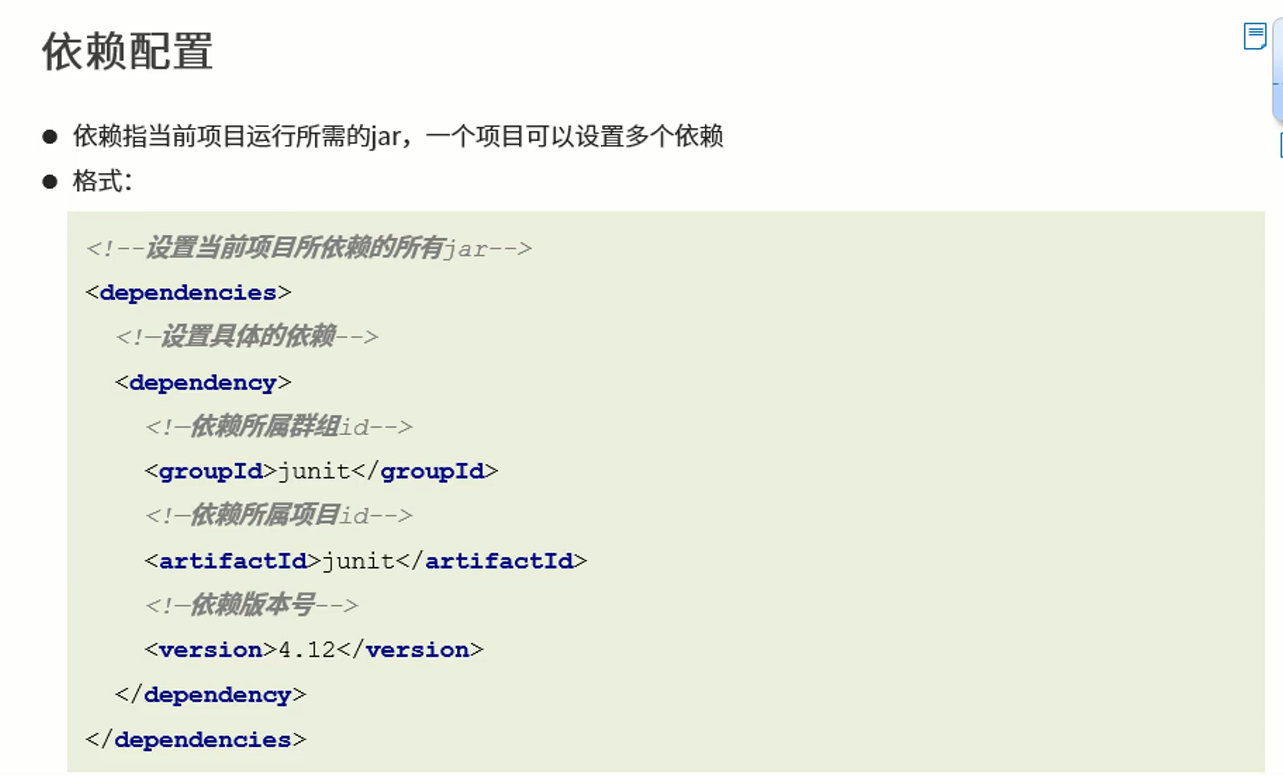 依赖配置
● 依赖指当前项目运行所需的jar，一个项目可以设置多个依赖
● 格式：
<!--设置当前项目所依赖的所有jar-->
<dependencies>
<!—设置具体的依赖-->
<dependency>
<!—依赖所属群组id-->
<groupId>junit</groupId>
<!—依赖所属项目id-->
<artifactId>junit</artifactId>
<!—依赖版本号-->
<version>4.12</version>
</dependency>
</dependencies>